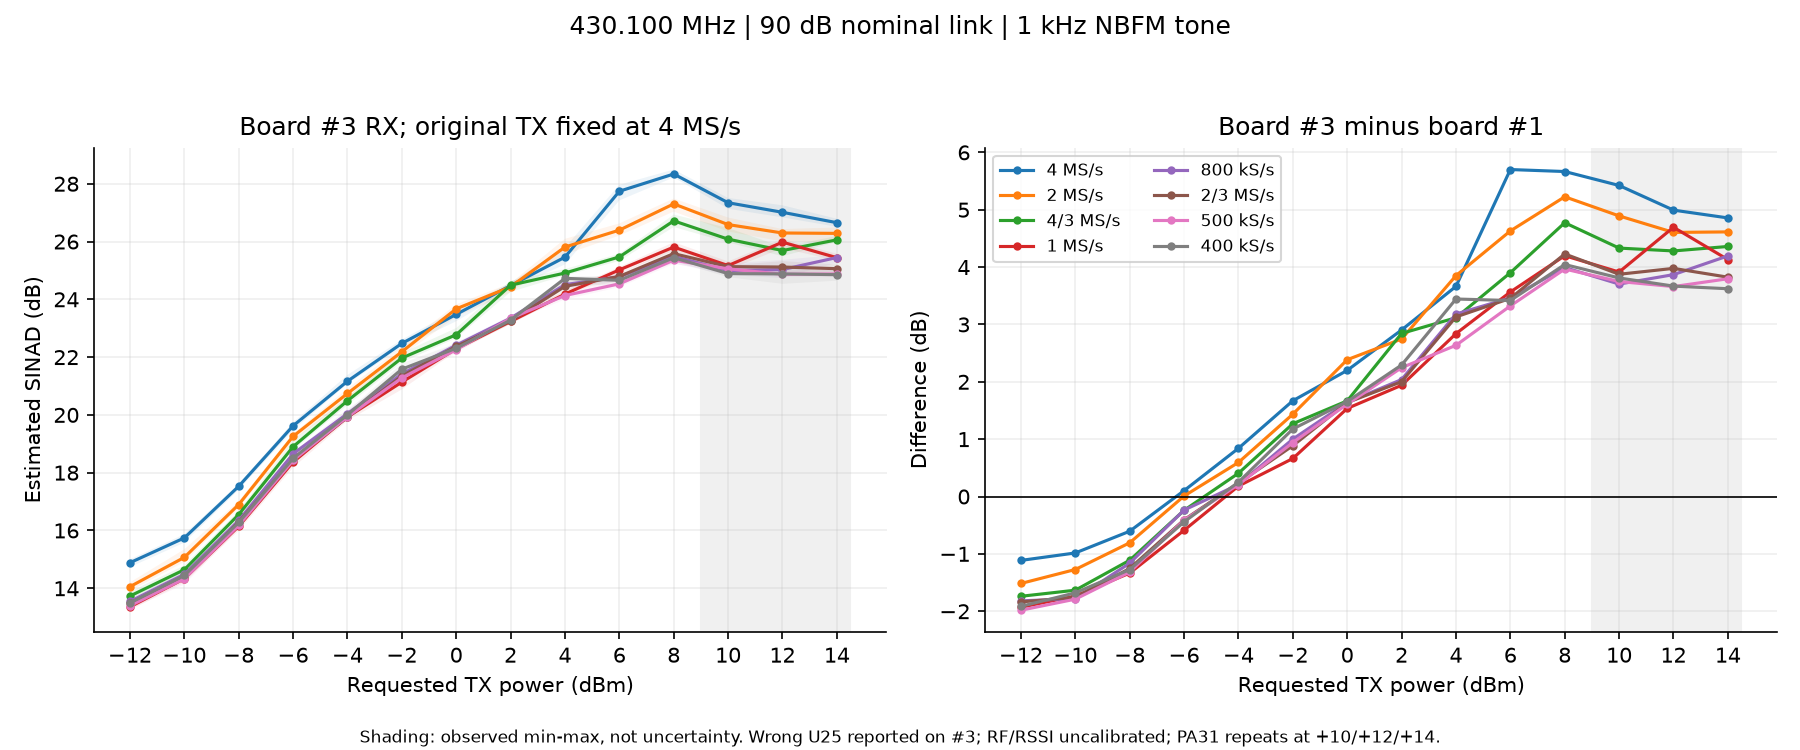 430.100 MHz | 90 dB nominal link | 1 kHz NBFM tone
Board #3 RX; original TX fixed at 4 MS/s
Estimated SINAD (dB)
28
26
24
22
20
18
16
14
−12 −10 −8 −6 −4 −2 0 2 4 6 8 10 12 14
Requested TX power (dBm)
Board #3 minus board #1
Difference (dB)
6
5
4
3
2
1
0
−1
−2
4 MS/s
2 MS/s
4/3 MS/s
1 MS/s
800 kS/s
2/3 MS/s
500 kS/s
400 kS/s
−12 −10 −8 −6 −4 −2 0 2 4 6 8 10 12 14
Requested TX power (dBm)
Shading: observed min-max, not uncertainty. Wrong U25 reported on #3; RF/RSSI uncalibrated; PA31 repeats at +10/+12/+14.